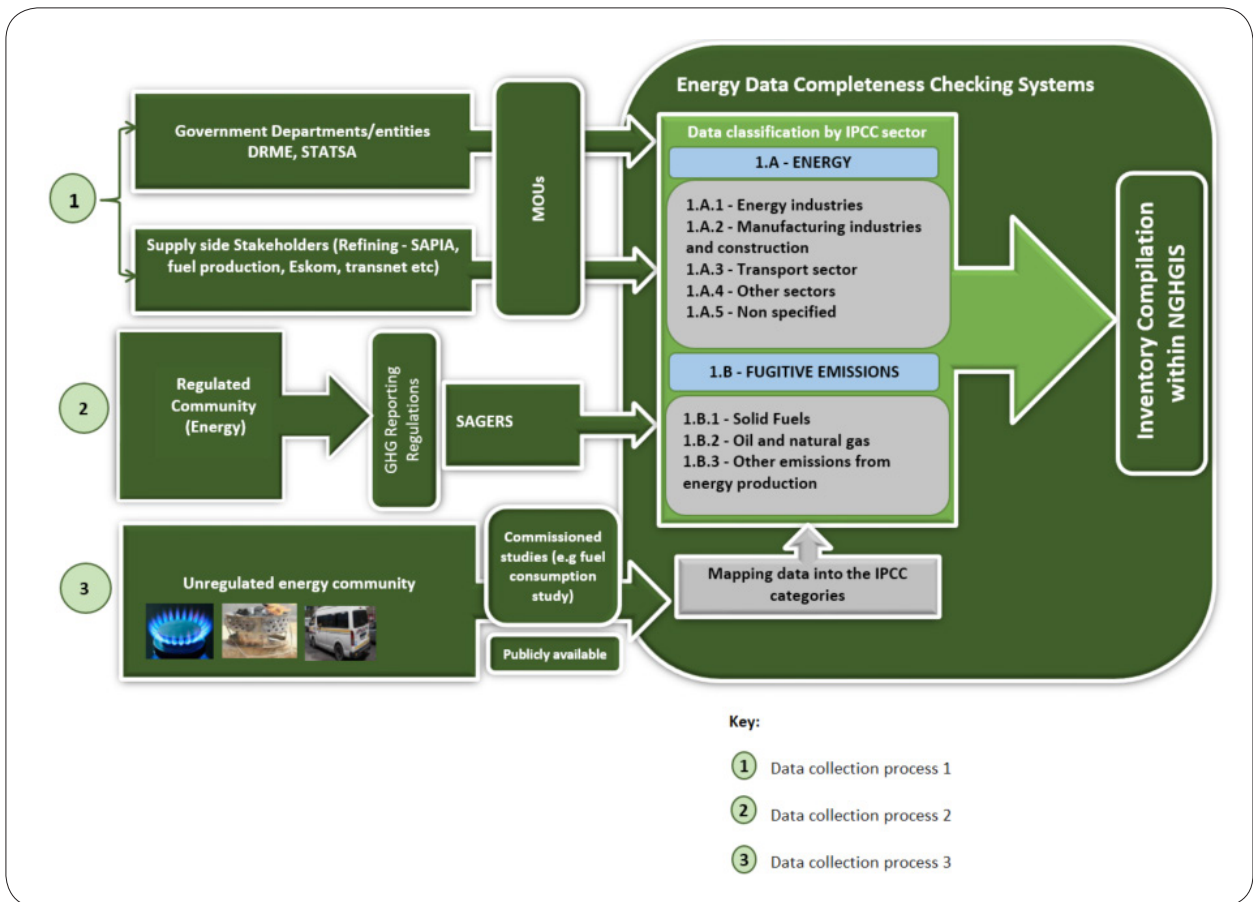 Energy Data Completeness Checking Systems
1
Government Departments/entities
DRME, STATSA
Supply side Stakeholders (Refining - SAPIA,
fuel production, Eskom, transnet etc)
MOUs
2
Regulated
Community
(Energy)
GHG Reporting
Regulations
SAGERS
3
Unregulated energy community
Commissioned
studies (e.g fuel
consumption
study)
Publicly available
Data classification by IPCC sector
1.A - ENERGY
1.A.1 - Energy industries
1.A.2 - Manufacturing industries
and construction
1.A.3 - Transport sector
1.A.4 - Other sectors
1.A.5 - Non specified
1.B - FUGITIVE EMISSIONS
1.B.1 - Solid Fuels
1.B.2 - Oil and natural gas
1.B.3 - Other emissions from
energy production
Mapping data into the IPCC
categories
Inventory Compilation
within NGHGIS
Key:
1 Data collection process 1
2 Data collection process 2
3 Data collection process 3